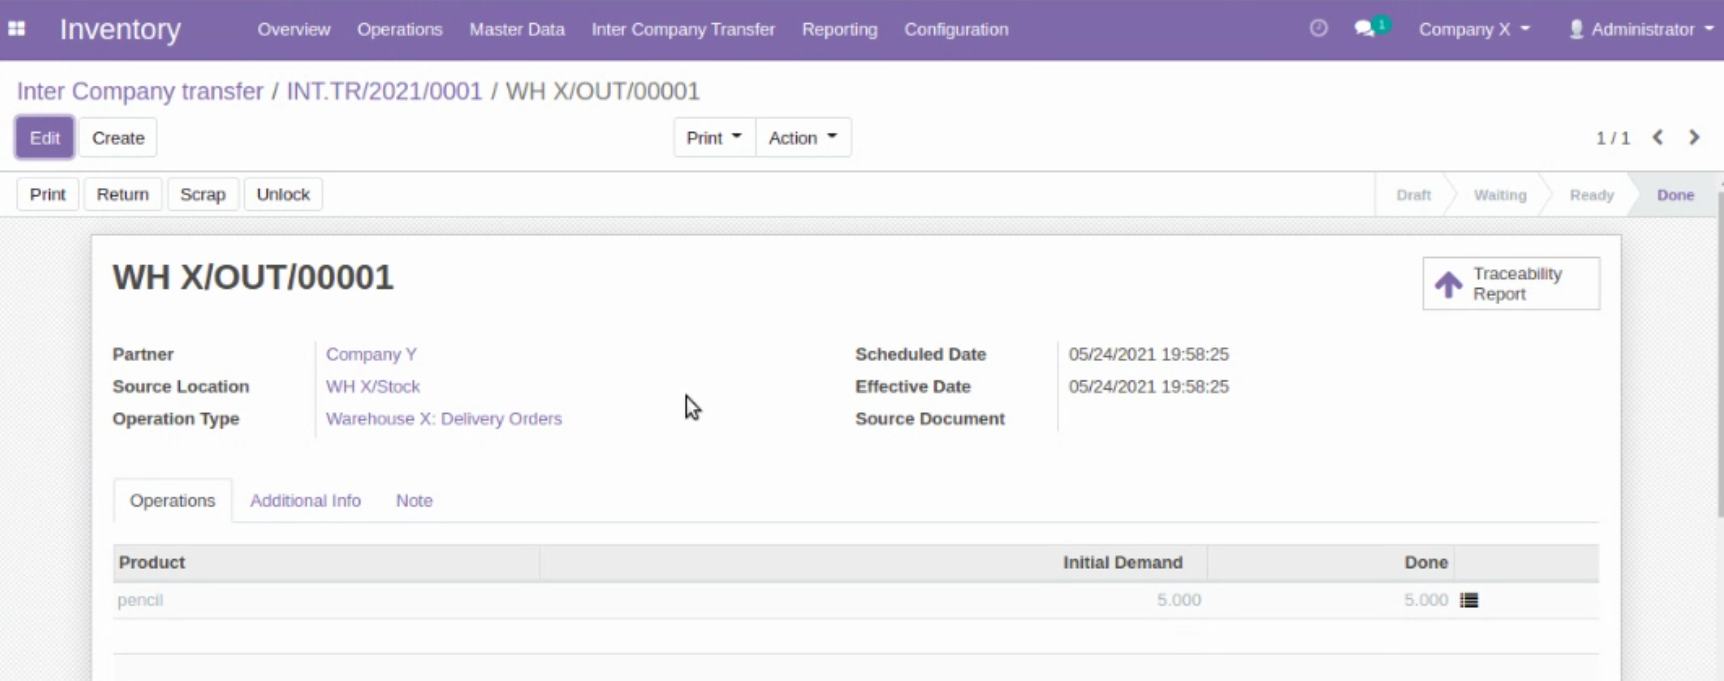 Inventory Overview Operations Master Data Inter Company Transfer Reporting Configuration 1 Company X Administrator
Inter Company transfer / INT.TR/2021/0001 / WH X/OUT/00001
Edit Create Print Action 1 / 1
Print Return Scrap Unlock Draft Waiting Ready Done
WH X/OUT/00001
Traceability
Report
Partner Company Y Scheduled Date 05/24/2021 19:58:25
Source Location WH X/Stock Effective Date 05/24/2021 19:58:25
Operation Type Warehouse X: Delivery Orders Source Document
Operations Additional Info Note
Product Initial Demand Done
pencil 5.000 5.000